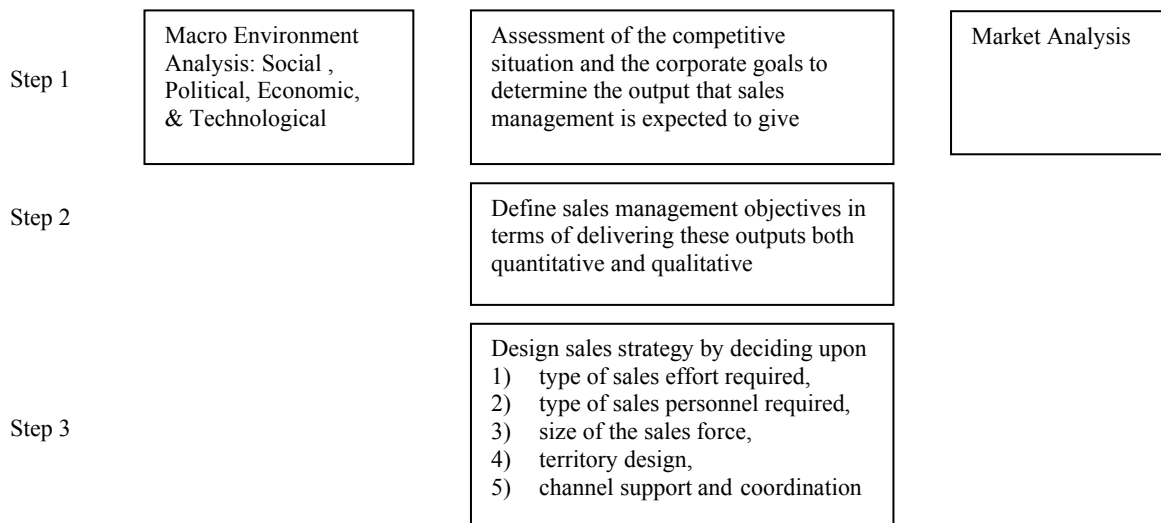 Step 1
Macro Environment
Analysis: Social ,
Political, Economic,
& Technological
Assessment of the competitive
situation and the corporate goals to
determine the output that sales
management is expected to give
Market Analysis
Step 2
Define sales management objectives in
terms of delivering these outputs both
quantitative and qualitative
Step 3
Design sales strategy by deciding upon
1) type of sales effort required,
2) type of sales personnel required,
3) size of the sales force,
4) territory design,
5) channel support and coordination